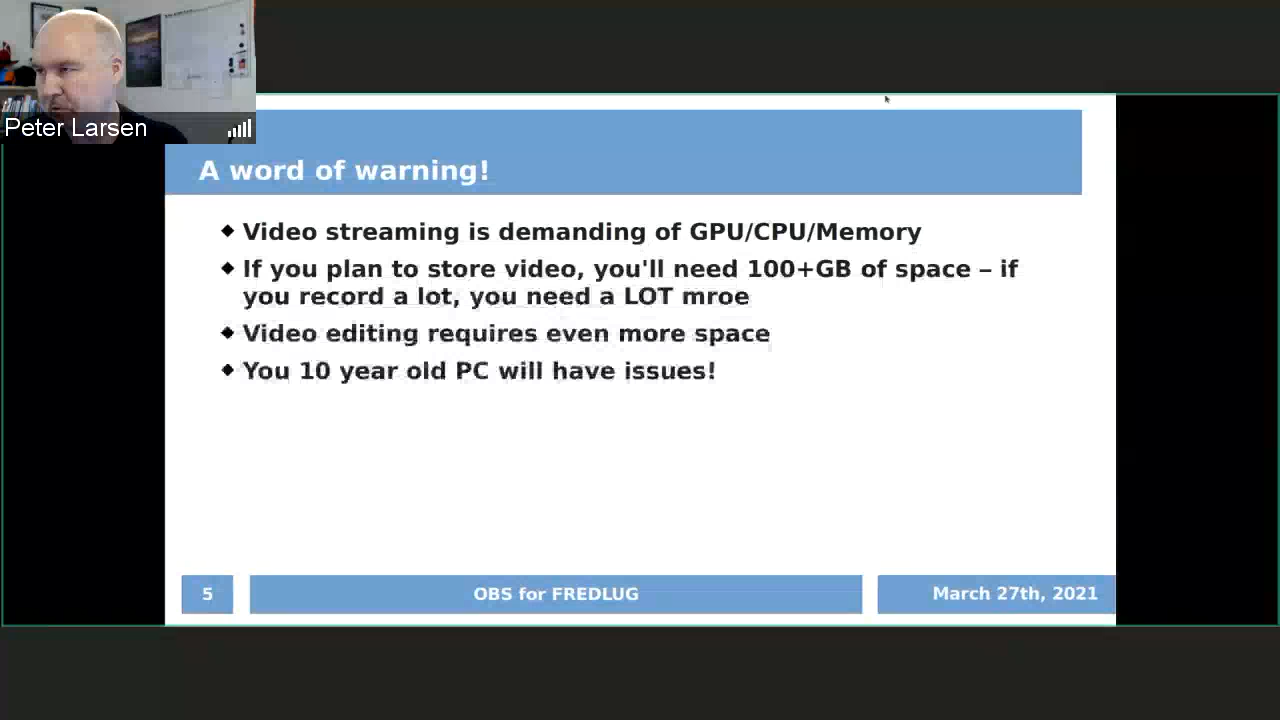 Peter Larsen
A word of warning!
Video streaming is demanding of GPU/CPU/Memory
If you plan to store video, you'll need 100+GB of space – if
you record a lot, you need a LOT mroe
Video editing requires even more space
You 10 year old PC will have issues!
5
OBS for FREDLUG
March 27th, 2021